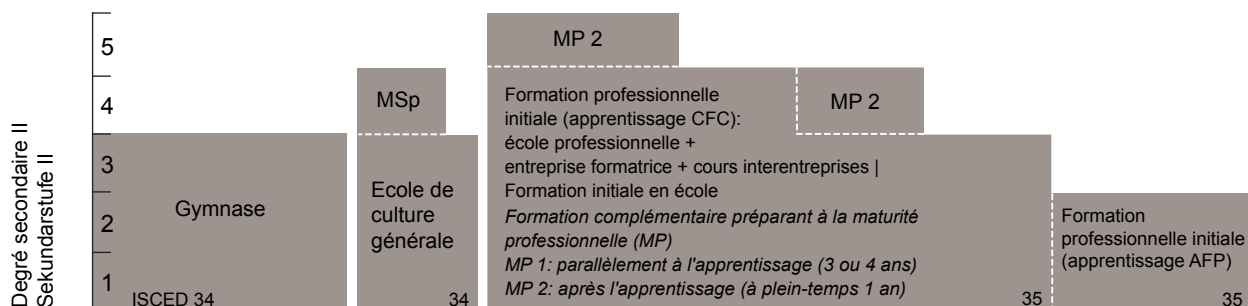 Degré secondaire II
Sekundarstufe II
5
4
3
2
1
Gymnase
ISCED 34
MSp
Ecole de
culture
générale
34
MP 2
MP 2
Formation professionnelle
initiale (apprentissage CFC):
école professionnelle +
entreprise formatrice + cours interentreprises |
Formation initiale en école
Formation complémentaire préparant à la maturité
professionnelle (MP)
MP 1: parallèlement à l'apprentissage (3 ou 4 ans)
MP 2: après l'apprentissage (à plein-temps 1 an)
35
Formation
professionnelle initiale
(apprentissage AFP)
35